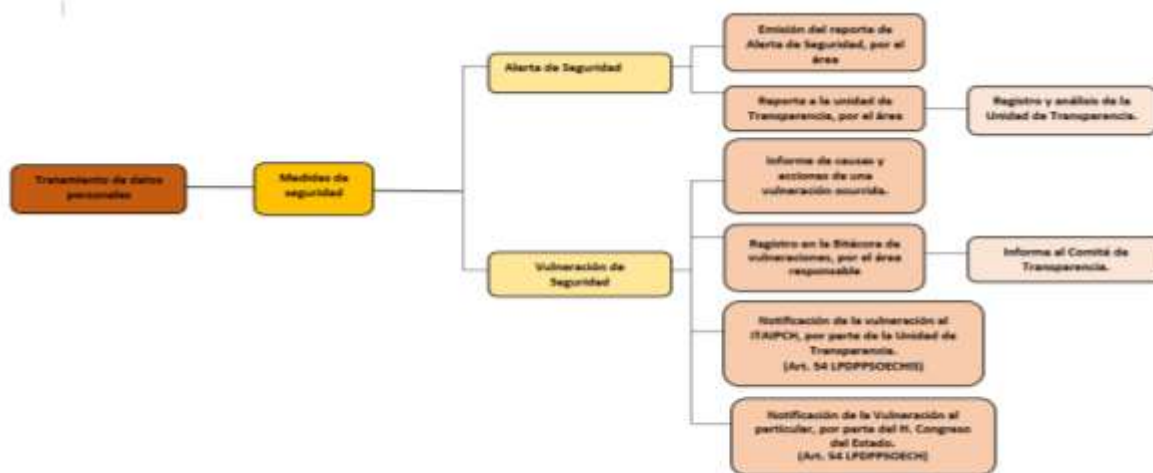 Tratamiento de datos
personales
Medidas de
seguridad
Alerta de Seguridad
Emisión del reporte de
Alerta de Seguridad, por el
área
Reporte a la unidad de
Transparencia, por el área
Registro y análisis de la
Unidad de Transparencia.
Vulneración de
Seguridad
Informe de causas y
acciones de una
vulneración ocurrida.
Registro en la Bitácora de
vulneraciones, por el área
responsable
Informa al Comité de
Transparencia.
Notificación de la vulneración al
ITAIPCH, por parte de la Unidad de
Transparencia.
(Art. 54 LPDPPSOECHIS)
Notificación de la Vulneración al
particular, por parte del H. Congreso
del Estado.
(Art. 54 LPDPPSOECH)